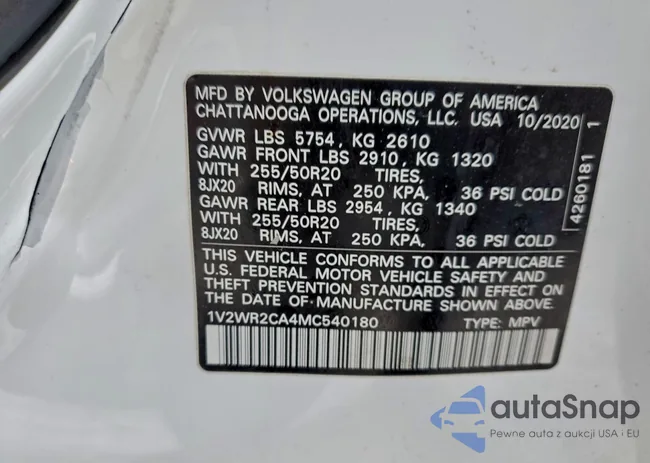 MFD BY VOLKSWAGEN GROUP OF AMERICA
CHATTANOOGA OPERATIONS, LLC. USA 10/2020
GVWR LBS 5754, KG 2610
GAWR FRONT LBS 2910, KG 1320
WITH 255/50R20 TIRES,
8JX20 RIMS, AT 250 KPA, 36 PSI COLD
GAWR REAR LBS 2954, KG 1340
WITH 255/50R20 TIRES,
8JX20 RIMS, AT 250 KPA, 36 PSI COLD
THIS VEHICLE CONFORMS TO ALL APPLICABLE
U.S. FEDERAL MOTOR VEHICLE SAFETY AND
THEFT PREVENTION STANDARDS IN EFFECT ON
THE DATE OF MANUFACTURE SHOWN ABOVE.
1V2WR2CA4MC540180 TYPE: MPV
4260181 1
autaSnap
Pewne auta z aukcji USA i EU